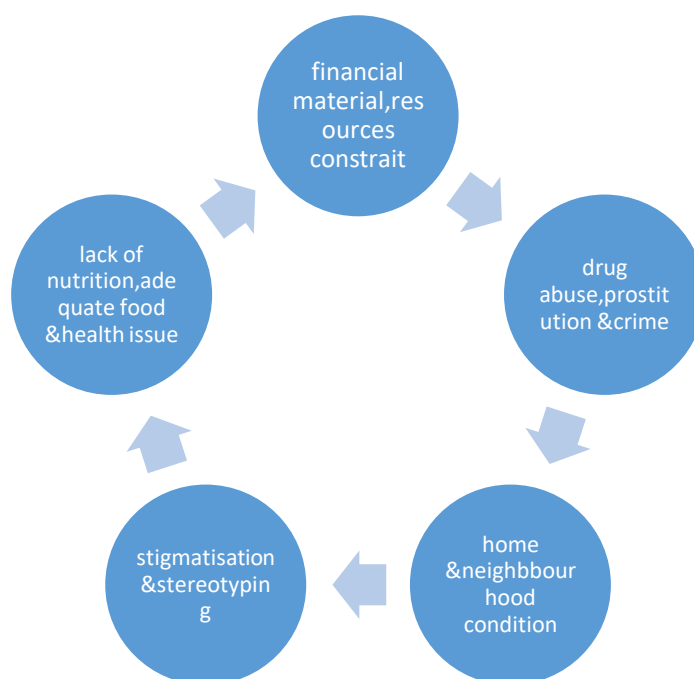 financial
material,res
ources
constrait
drug
abuse,prostit
ution &crime
home
&neighbbour
hood
condition
stigmatisation
&stereotypin
g
lack of
nutrition,ade
quate food
&health issue